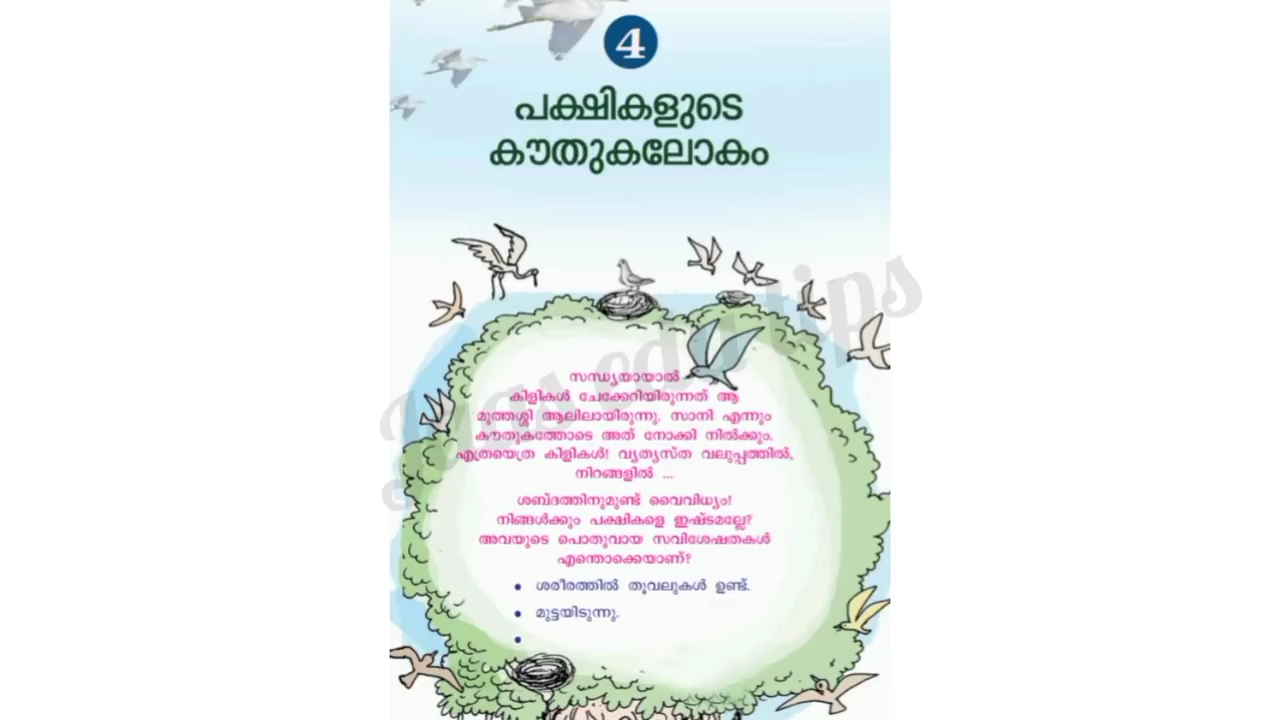 4
പക്ഷികളുടെ
കൗതുകലോകം
സന്ധ്യയായാൽ
കിളികൾ ചേക്കേറിയിരുന്നത് ആ
മുത്തശ്ശി ആലിലായിരുന്നു. സാനി എന്നും
കൗതുകത്തോടെ അത് നോക്കി നിൽക്കും.
എത്രയെത്ര കിളികൾ! വ്യത്യസ്ത വലുപ്പത്തിൽ,
നിറങ്ങളിൽ ...
ശബ്ദത്തിനുമുണ്ട് വൈവിധ്യം!
നിങ്ങൾക്കും പക്ഷികളെ ഇഷ്ടമല്ലേ?
അവയുടെ പൊതുവായ സവിശേഷതകൾ
എന്തൊക്കെയാണ്?
• ശരീരത്തിൽ തൂവലുകൾ ഉണ്ട്.
• മുട്ടയിടുന്നു.
•
edu tips